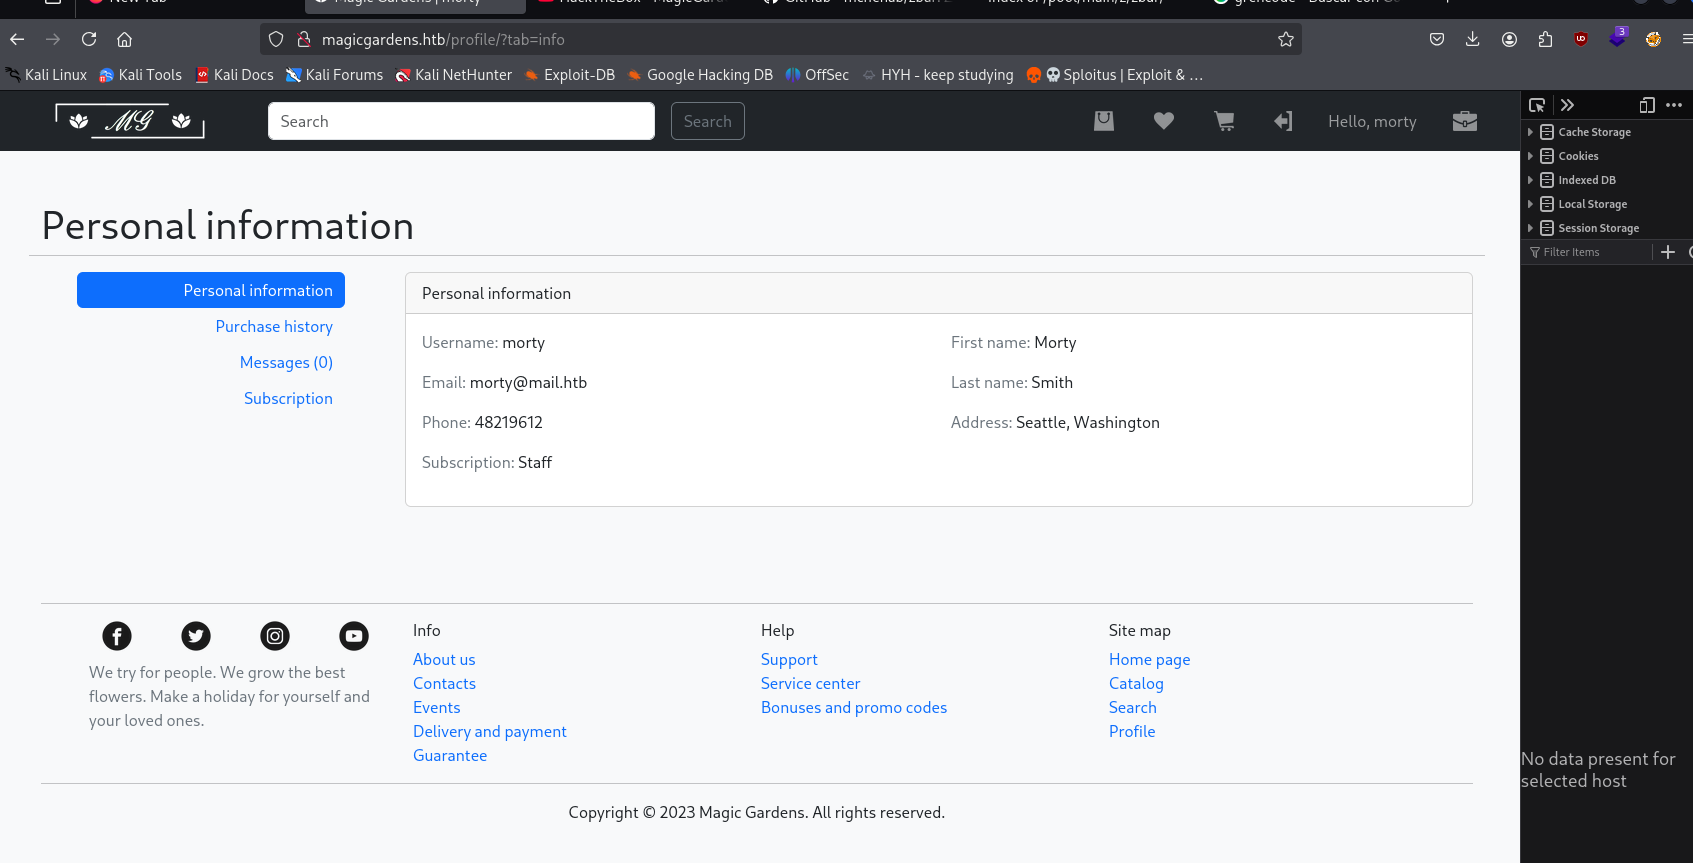 New Tab
Magic Gardens | morty
magicgardens.htb/profile/?tab=info
3
Kali Linux Kali Tools Kali Docs Kali Forums Kali NetHunter Exploit-DB Google Hacking DB OffSec HYH - keep studying Sploitus | Exploit & …
MG
Search
Search
Hello, morty
Cache Storage
Cookies
Indexed DB
Local Storage
Session Storage
Filter Items
Personal information
Personal information
Purchase history
Messages (0)
Subscription
Personal information
Username: morty
First name: Morty
Email: morty@mail.htb
Last name: Smith
Phone: 48219612
Address: Seattle, Washington
Subscription: Staff
We try for people. We grow the best
flowers. Make a holiday for yourself and
your loved ones.
Info
About us
Contacts
Events
Delivery and payment
Guarantee
Help
Support
Service center
Bonuses and promo codes
Site map
Home page
Catalog
Search
Profile
Copyright © 2023 Magic Gardens. All rights reserved.
No data present for
selected host